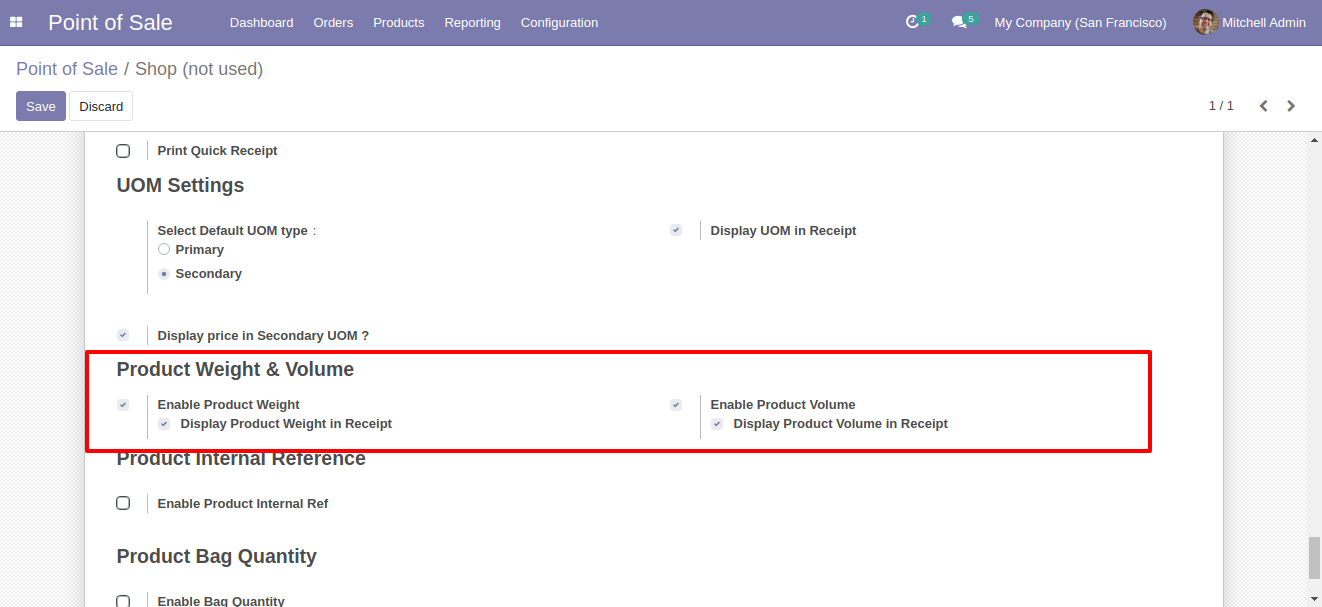 Point of Sale Dashboard Orders Products Reporting Configuration 1 5 My Company (San Francisco) Mitchell Admin
Point of Sale / Shop (not used)
Save Discard 1 / 1
Print Quick Receipt
UOM Settings
Select Default UOM type : Display UOM in Receipt
Primary
Secondary
Display price in Secondary UOM ?
Product Weight & Volume
Enable Product Weight Enable Product Volume
Display Product Weight in Receipt Display Product Volume in Receipt
Product Internal Reference
Enable Product Internal Ref
Product Bag Quantity
Enable Bag Quantity